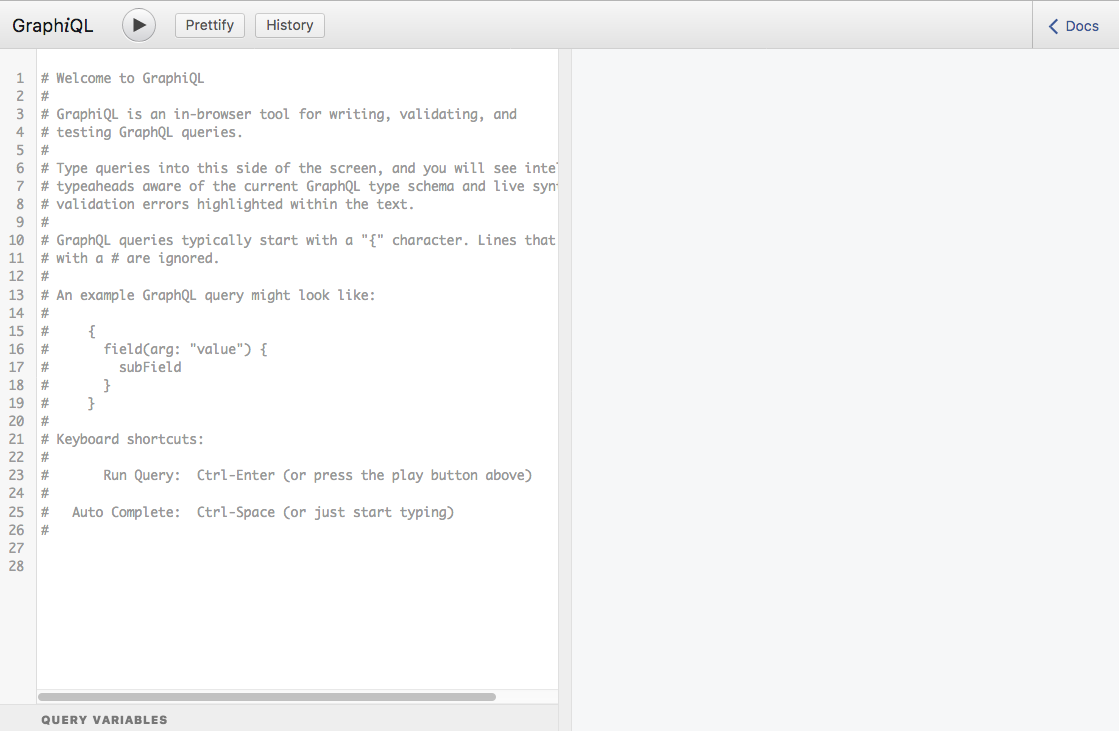 GraphiQL Prettify History Docs
1 # Welcome to GraphiQL
2 #
3 # GraphiQL is an in-browser tool for writing, validating, and
4 # testing GraphQL queries.
5 #
6 # Type queries into this side of the screen, and you will see intel
7 # typeaheads aware of the current GraphQL type schema and live syn
8 # validation errors highlighted within the text.
9 #
10 # GraphQL queries typically start with a "{" character. Lines that
11 # with a # are ignored.
12 #
13 # An example GraphQL query might look like:
14 #
15 #     {
16 #       field(arg: "value") {
17 #         subField
18 #       }
19 #     }
20 #
21 # Keyboard shortcuts:
22 #
23 #       Run Query:  Ctrl-Enter (or press the play button above)
24 #
25 #   Auto Complete:  Ctrl-Space (or just start typing)
26 #
27
28
QUERY VARIABLES